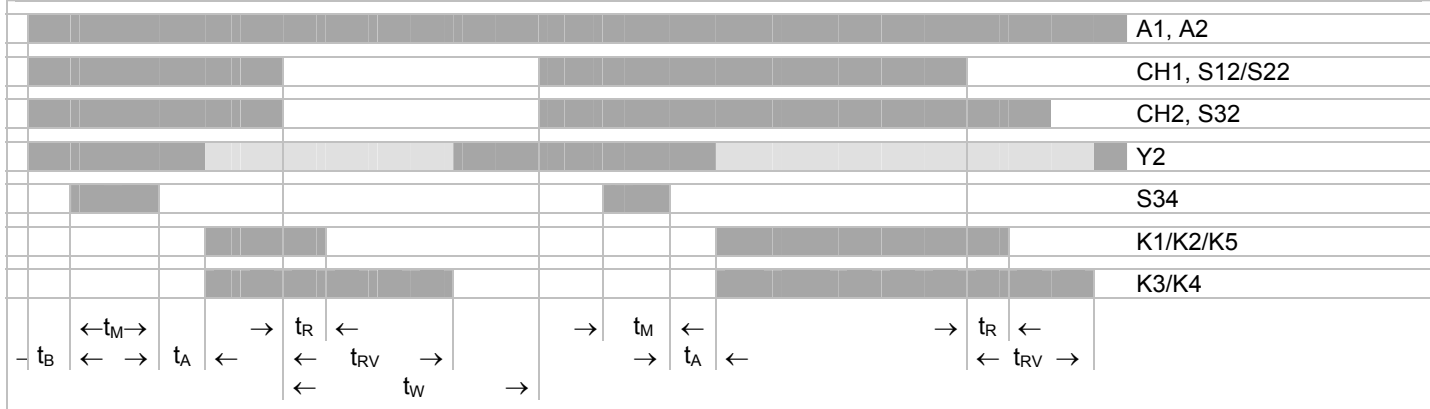 A1, A2
CH1, S12/S22
CH2, S32
Y2
S34
K1/K2/K5
K3/K4
←tM→ → tR ← → tM ← → tR ←
tB ← → tA ← ← tRV → → tA ← ← tRV →
← tW →